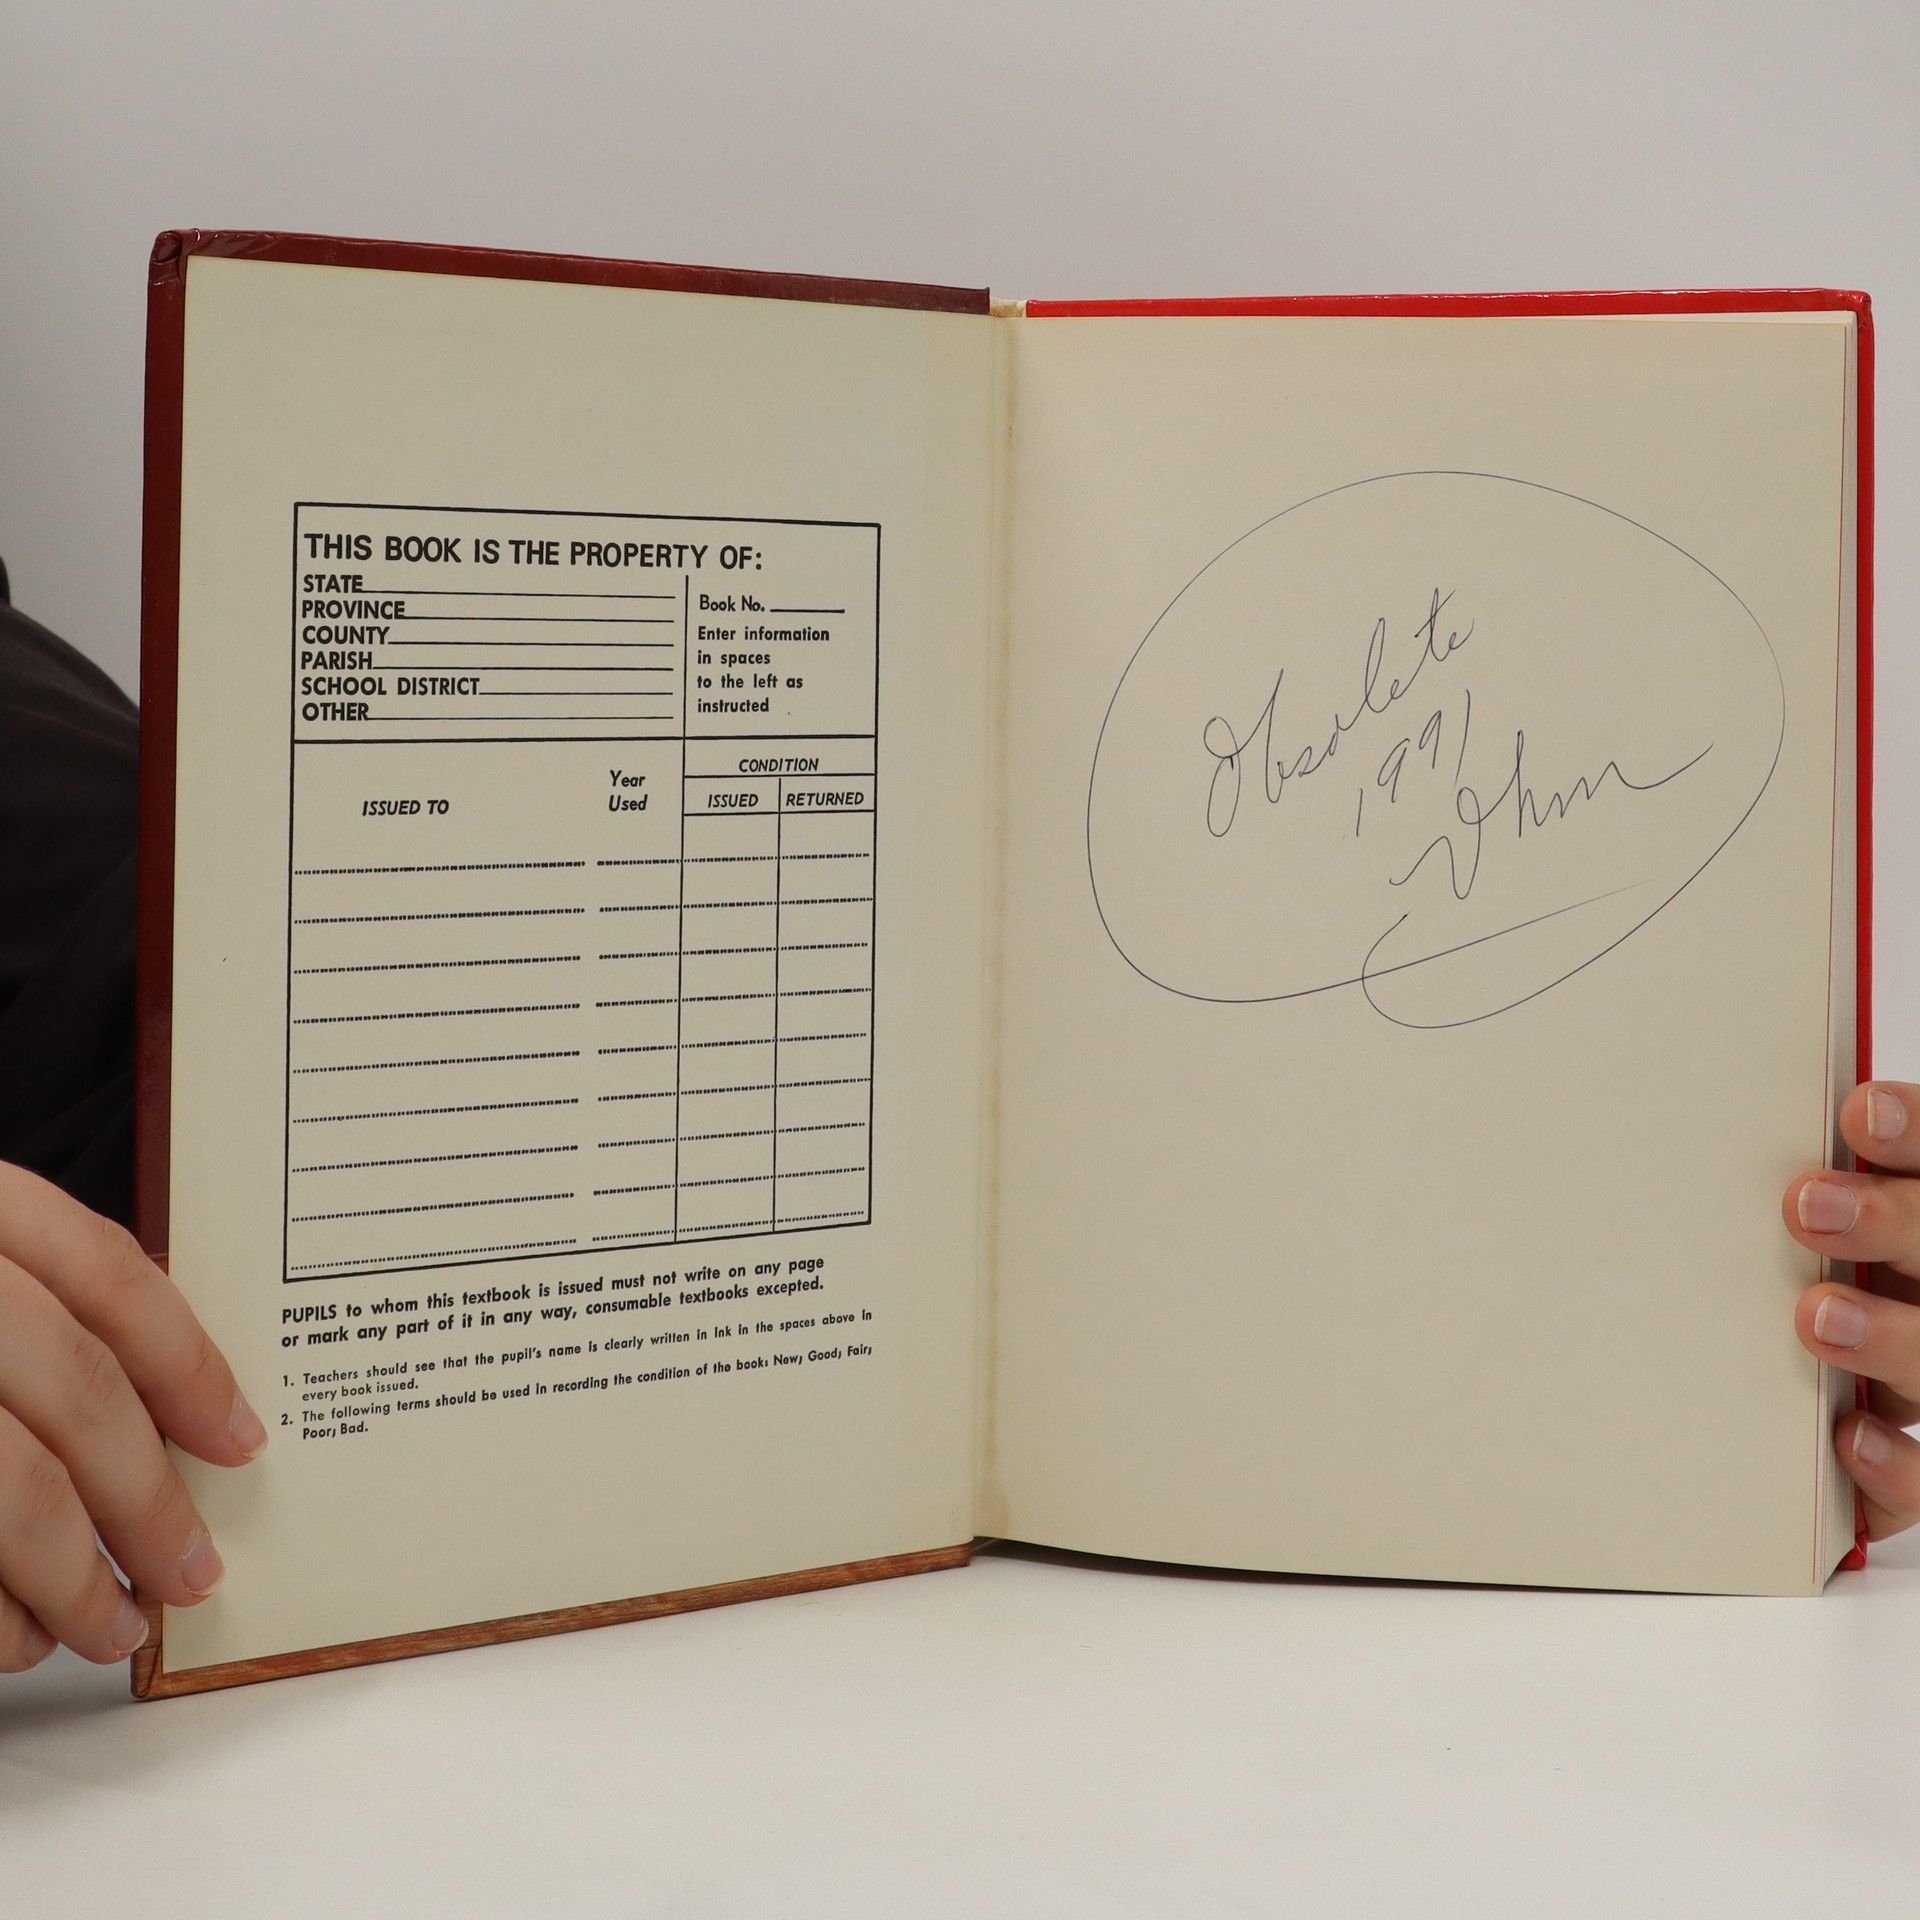 THIS BOOK IS THE PROPERTY OF:
STATE
PROVINCE
COUNTY
PARISH
SCHOOL DISTRICT
OTHER
Book No.
Enter information
in spaces
to the left as
instructed
ISSUED TO
Year
Used
CONDITION
ISSUED
RETURNED
PUPILS to whom this textbook is issued must not write on any page
or mark any part of it in any way, consumable textbooks excepted.
1. Teachers should see that the pupil's name is clearly written in ink in the spaces above in
every book issued.
2. The following terms should be used in recording the condition of the book: New; Good; Fair;
Poor; Bad.
Obsolete
1991